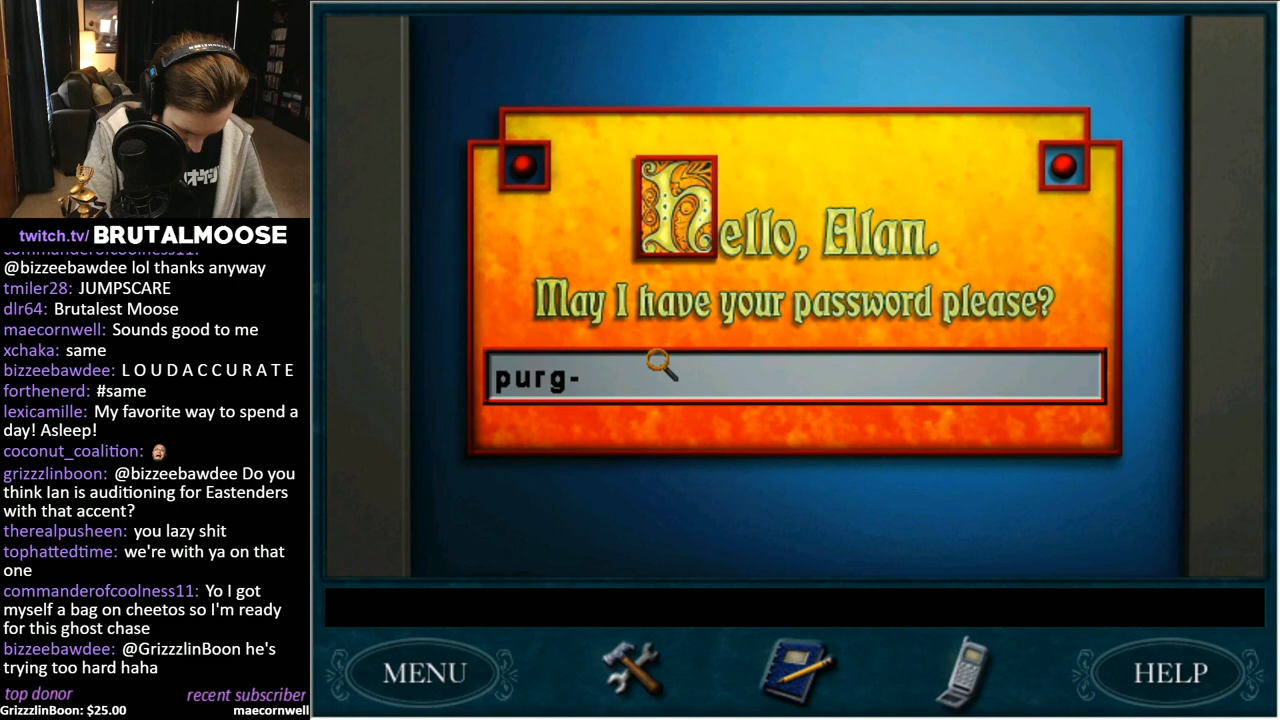 twitch.tv/ BRUTALMOOSE
commanderofcoolness11:
@bizzeebawdee lol thanks anyway
tmiler28: JUMPSCARE
dlr64: Brutalest Moose
maecornwell: Sounds good to me
xchaka: same
bizzeebawdee: L O U D A C C U R A T E
forthenerd: #same
lexicamille: My favorite way to spend a
day! Asleep!
coconut_coalition:
grizzzlinboon: @bizzeebawdee Do you
think Ian is auditioning for Eastenders
with that accent?
therealpusheen: you lazy shit
tophattedtime: we're with ya on that
one
commanderofcoolness11: Yo I got
myself a bag on cheetos so I'm ready
for this ghost chase
bizzeebawdee: @GrizzzlinBoon he's
trying too hard haha
top donor
recent subscriber
GrizzzlinBoon: $25.00
maecornwell
hello, Alan.
May I have your password please?
purg-
MENU
HELP